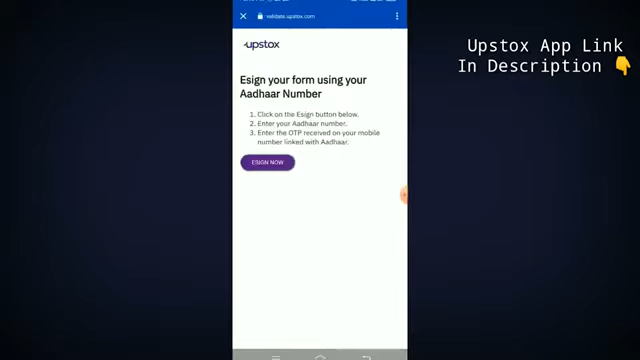 validate.upstox.com
upstox
Upstox App Link
In Description 👇
Esign your form using your
Aadhaar Number
1. Click on the Esign button below.
2. Enter your Aadhaar number.
3. Enter the OTP received on your mobile
number linked with Aadhaar.
ESIGN NOW